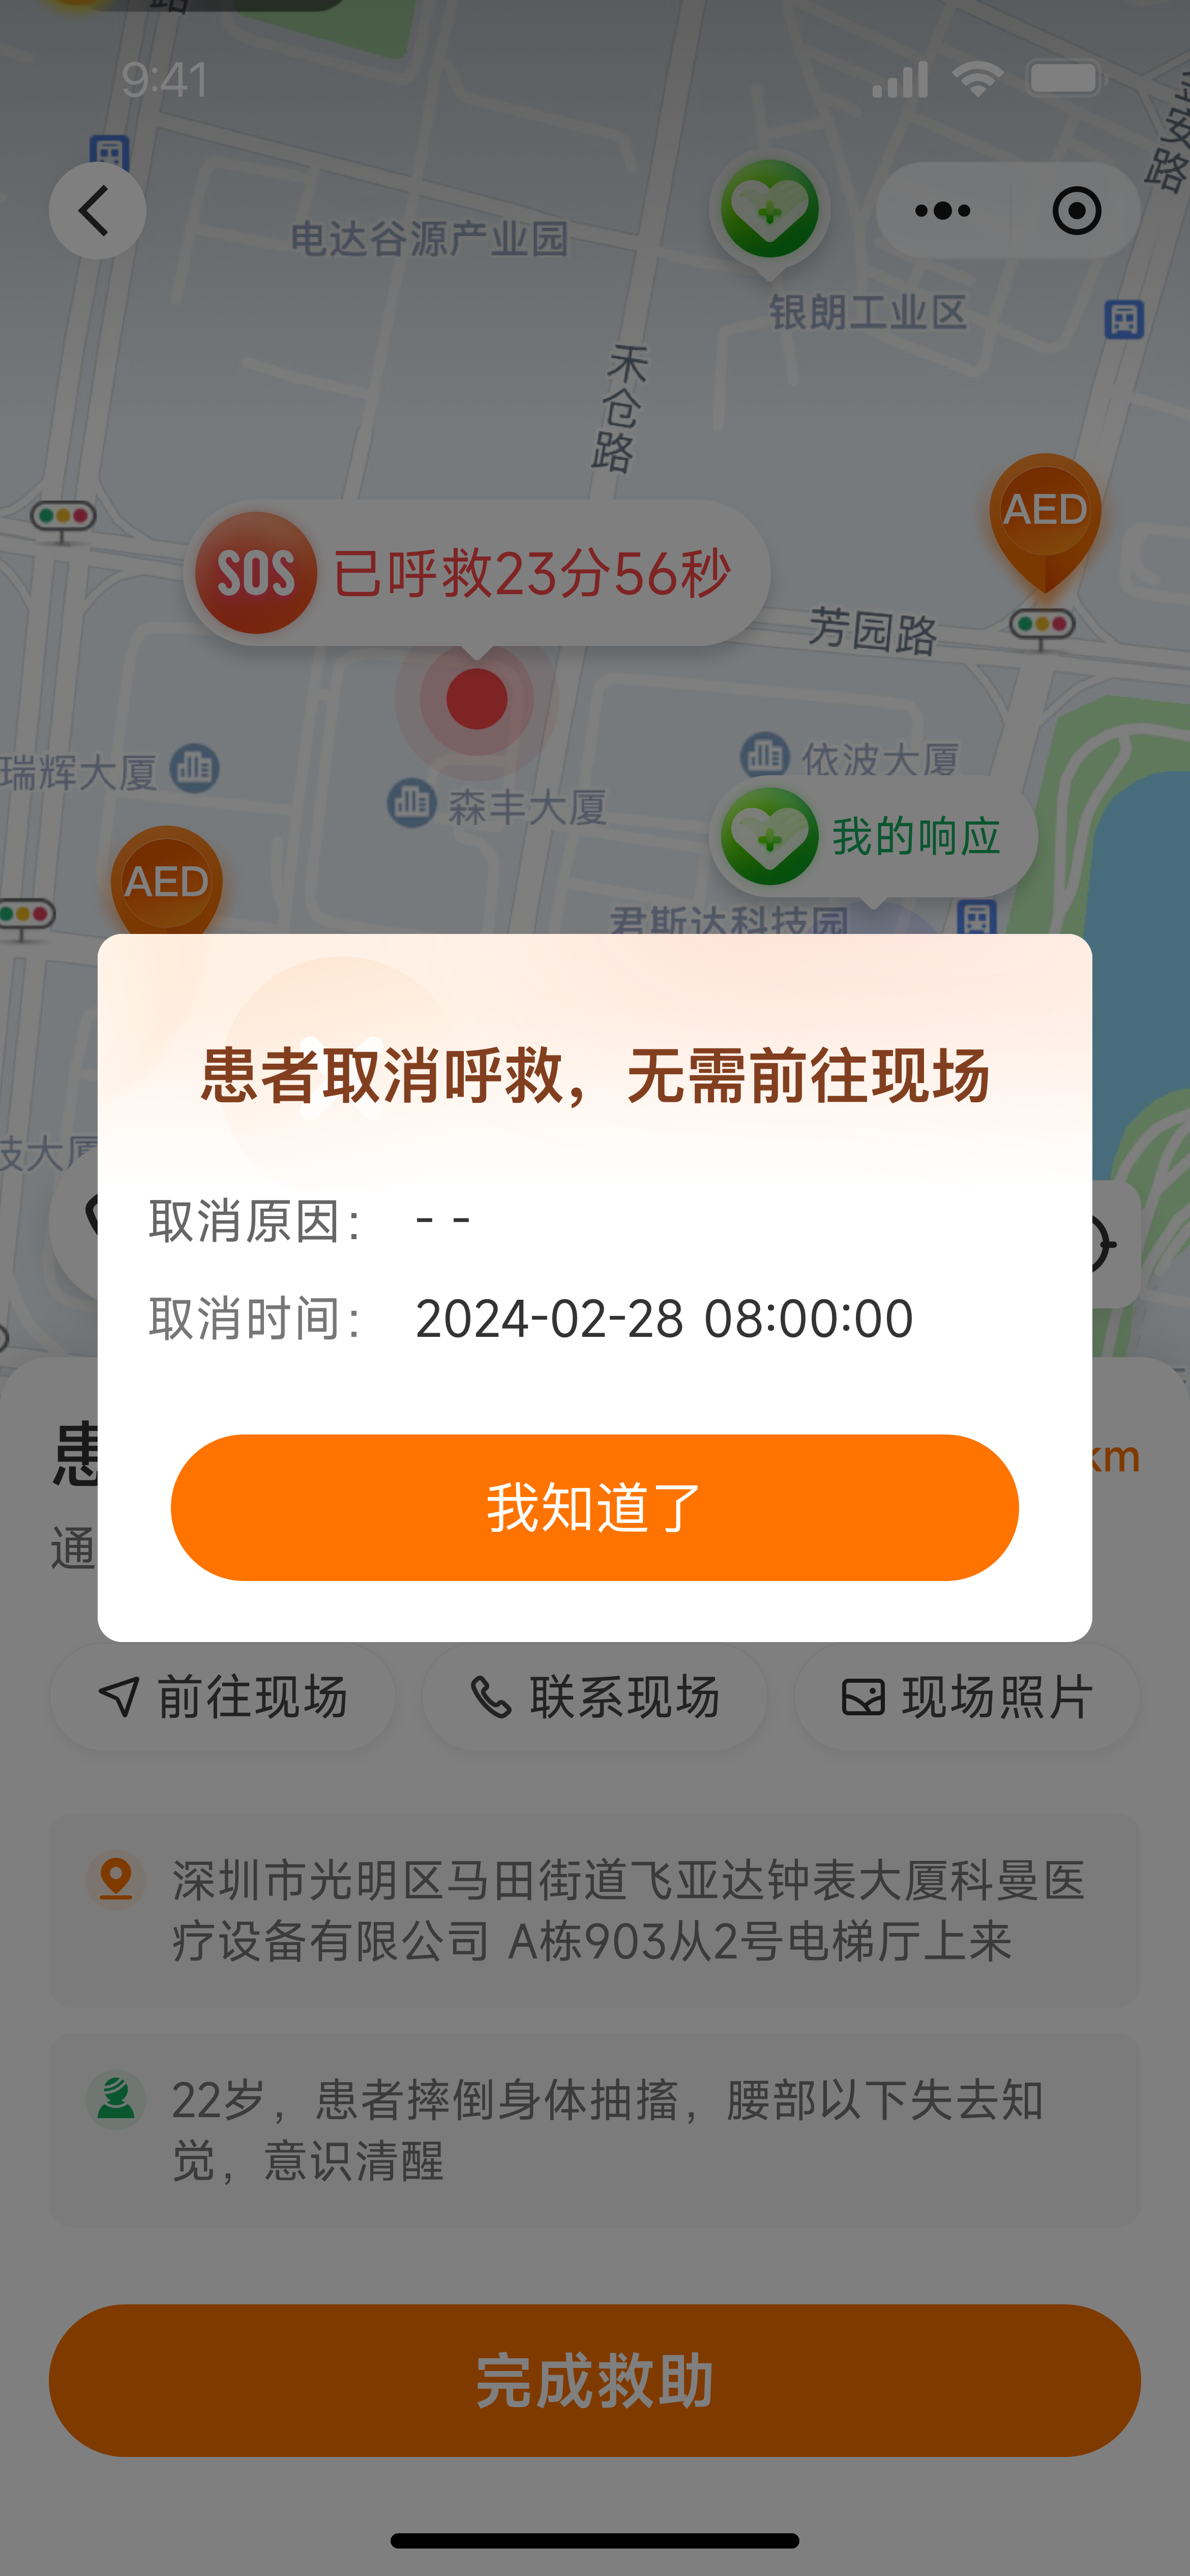 路
9:41
安路
电达谷源产业园
银朗工业区
禾仓路
AED
SOS 已呼救23分56秒
芳园路
瑞辉大厦
依波大厦
森丰大厦
我的响应
AED
君斯达科技园
患者取消呼救，无需前往现场
技大厦
取消原因： - -
取消时间： 2024-02-28 08:00:00
患
km
我知道了
通
前往现场
联系现场
现场照片
深圳市光明区马田街道飞亚达钟表大厦科曼医
疗设备有限公司 A栋903从2号电梯厅上来
22岁，患者摔倒身体抽搐，腰部以下失去知
觉，意识清醒
完成救助